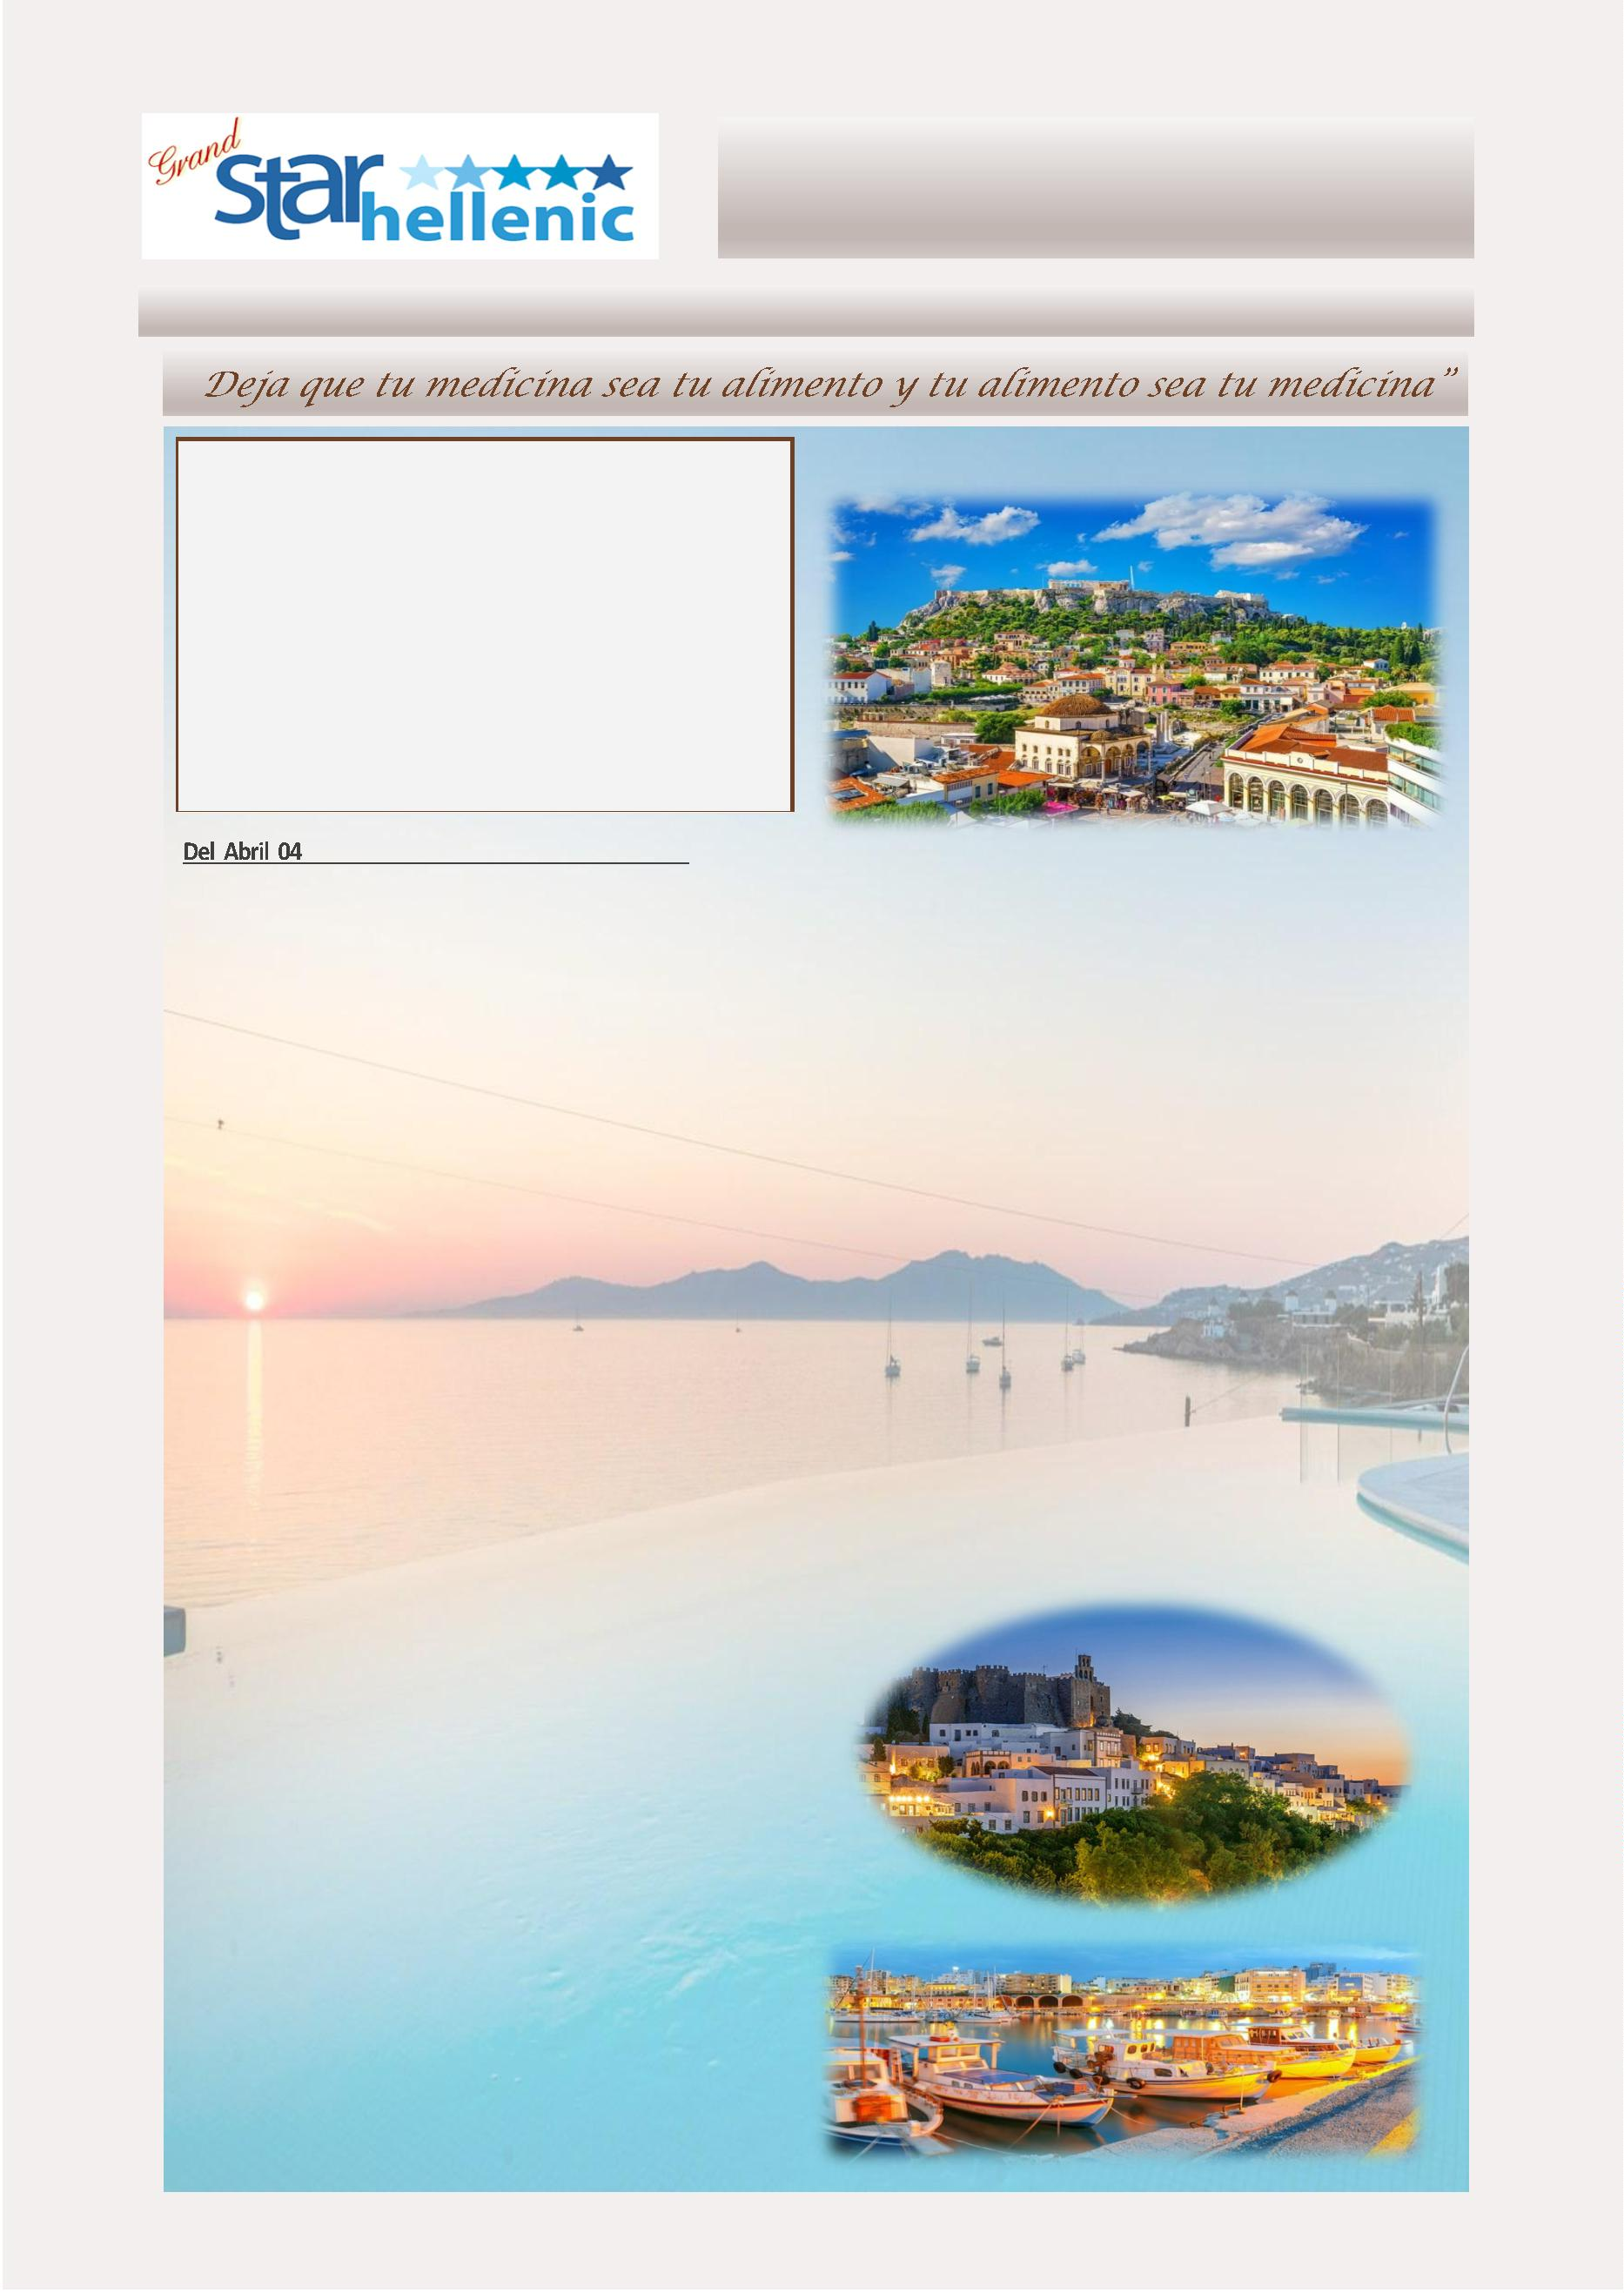 Grand
Star
hellenic
Deja que tu medicina sea tu alimento y tu alimento sea tu medicina”
Del Abril 04